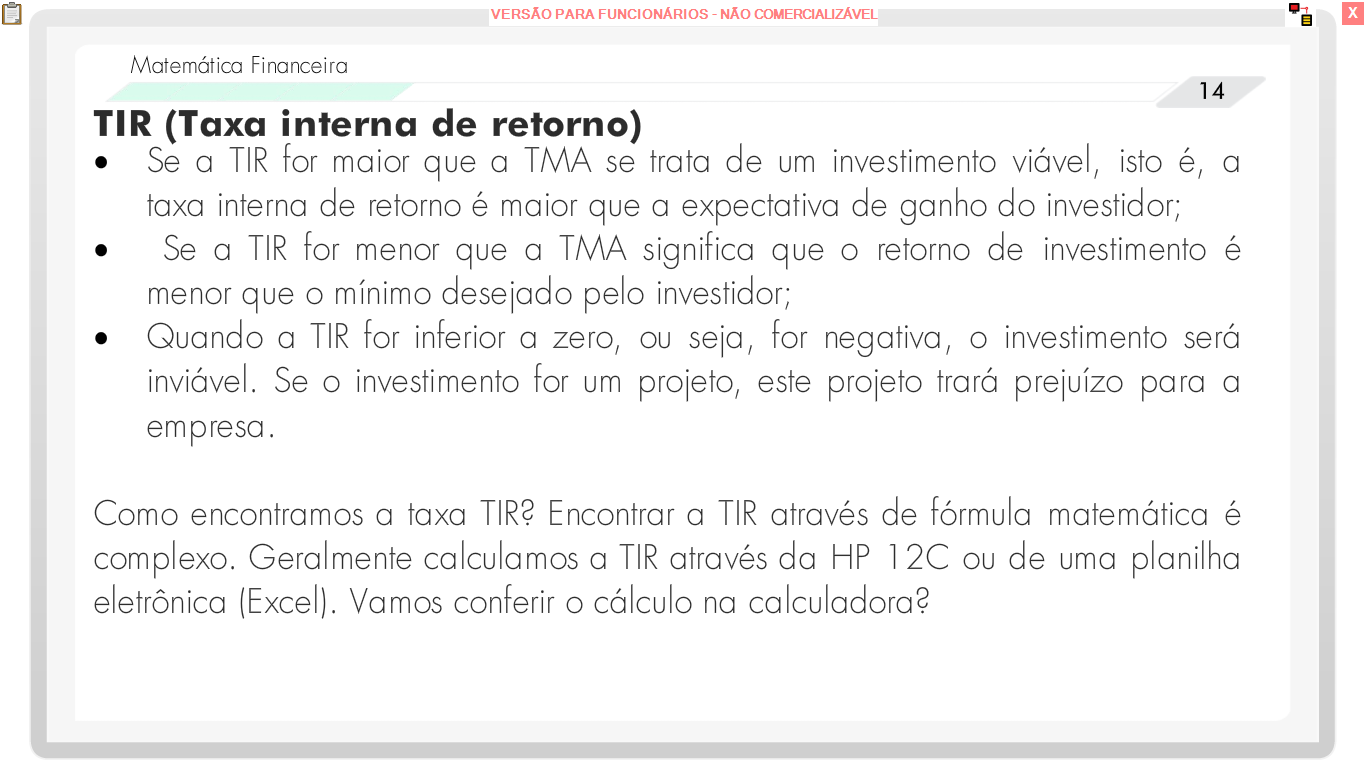 VERSÃO PARA FUNCIONÁRIOS - NÃO COMERCIALIZÁVEL
X
Matemática Financeira
14
TIR (Taxa interna de retorno)
• Se a TIR for maior que a TMA se trata de um investimento viável, isto é, a
taxa interna de retorno é maior que a expectativa de ganho do investidor;
• Se a TIR for menor que a TMA significa que o retorno de investimento é
menor que o mínimo desejado pelo investidor;
• Quando a TIR for inferior a zero, ou seja, for negativa, o investimento será
inviável. Se o investimento for um projeto, este projeto trará prejuízo para a
empresa.
Como encontramos a taxa TIR? Encontrar a TIR através de fórmula matemática é
complexo. Geralmente calculamos a TIR através da HP 12C ou de uma planilha
eletrônica (Excel). Vamos conferir o cálculo na calculadora?